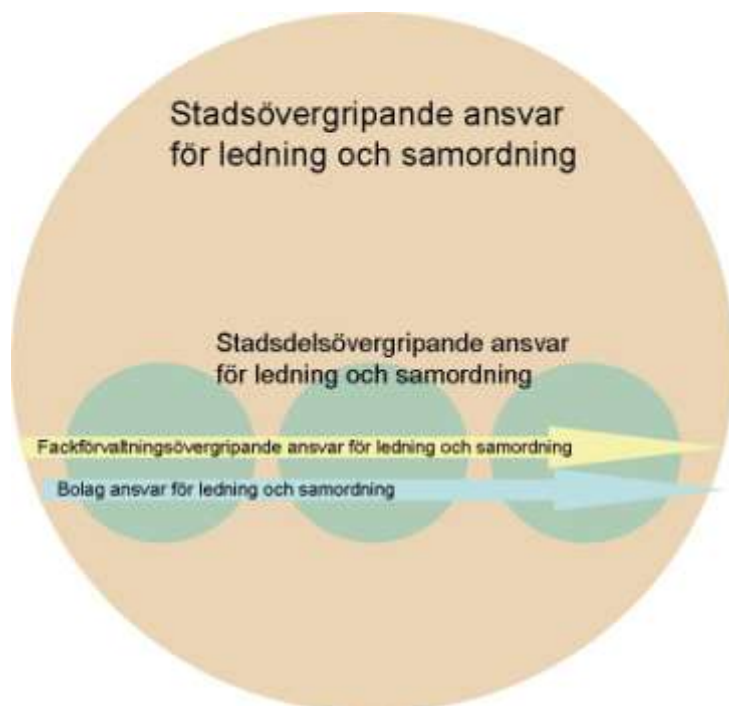 Stadsövergripande ansvar
för ledning och samordning
Stadsdelsövergripande ansvar
för ledning och samordning
Fackförvaltningsövergripande ansvar för ledning och samordning
Bolag ansvar för ledning och samordning